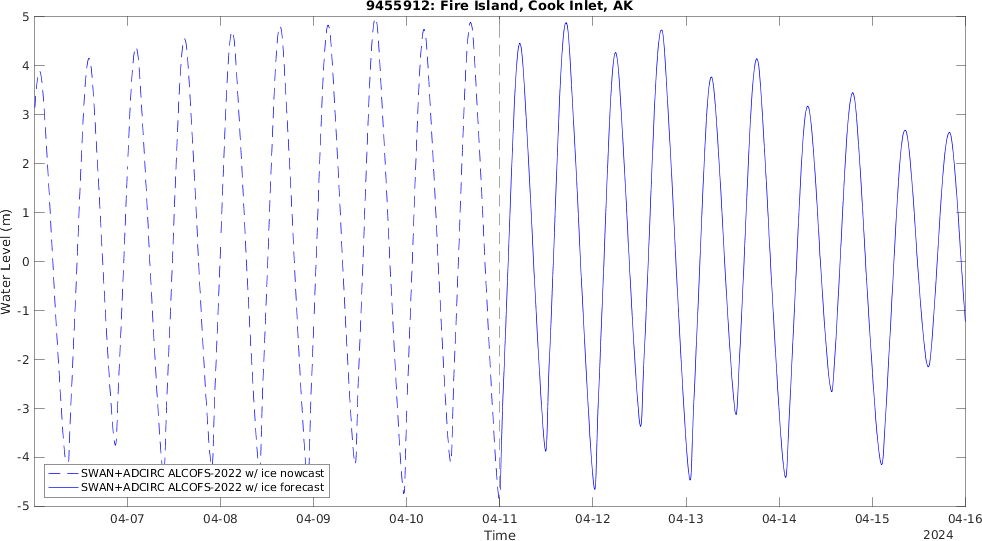 9455912: Fire Island, Cook Inlet, AK
Water Level (m)
5
4
3
2
1
0
-1
-2
-3
-4
-5
SWAN+ADCIRC ALCOFS-2022 w/ ice nowcast
SWAN+ADCIRC ALCOFS-2022 w/ ice forecast
04-07 04-08 04-09 04-10 04-11 04-12 04-13 04-14 04-15 04-16
Time
2024